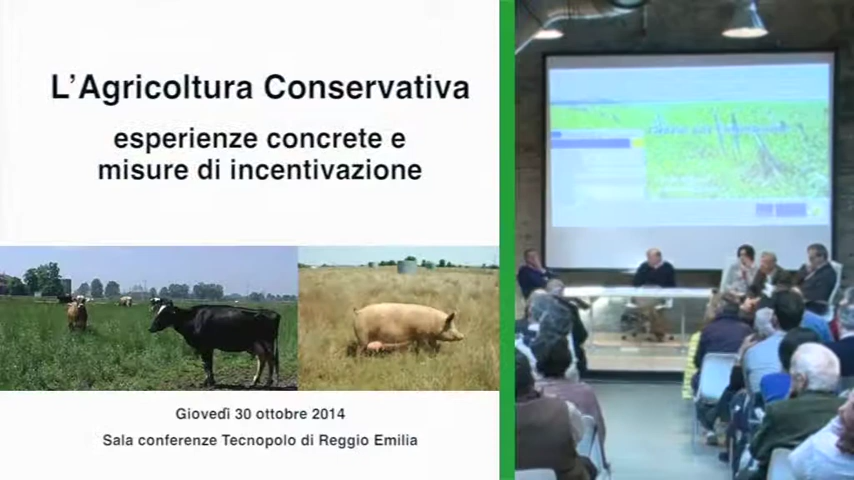 L'Agricoltura Conservativa
esperienze concrete e
misure di incentivazione
Giovedì 30 ottobre 2014
Sala conferenze Tecnopolo di Reggio Emilia